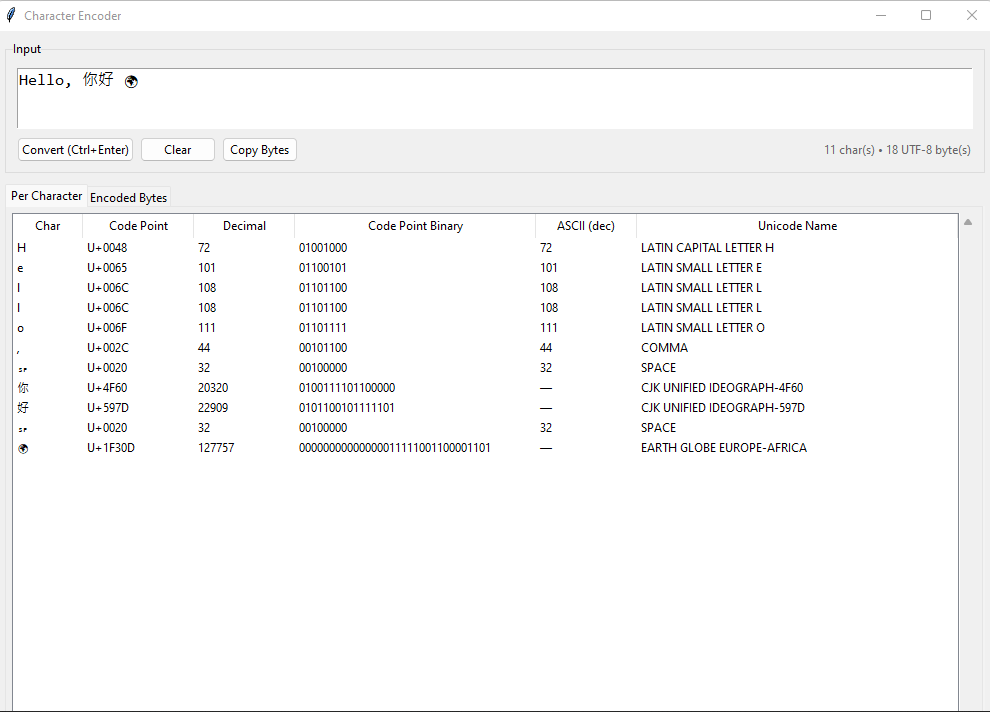 Character Encoder
Input
Hello, 你好 🌍
Convert (Ctrl+Enter) Clear Copy Bytes 11 char(s) • 18 UTF-8 byte(s)
Per Character Encoded Bytes
Char Code Point Decimal Code Point Binary ASCII (dec) Unicode Name
H U+0048 72 01001000 72 LATIN CAPITAL LETTER H
e U+0065 101 01100101 101 LATIN SMALL LETTER E
l U+006C 108 01101100 108 LATIN SMALL LETTER L
l U+006C 108 01101100 108 LATIN SMALL LETTER L
o U+006F 111 01101111 111 LATIN SMALL LETTER O
, U+002C 44 00101100 44 COMMA
␠ U+0020 32 00100000 32 SPACE
你 U+4F60 20320 0100111101100000 — CJK UNIFIED IDEOGRAPH-4F60
好 U+597D 22909 0101100101111101 — CJK UNIFIED IDEOGRAPH-597D
␠ U+0020 32 00100000 32 SPACE
🌍 U+1F30D 127757 00000000000000011111001100001101 — EARTH GLOBE EUROPE-AFRICA